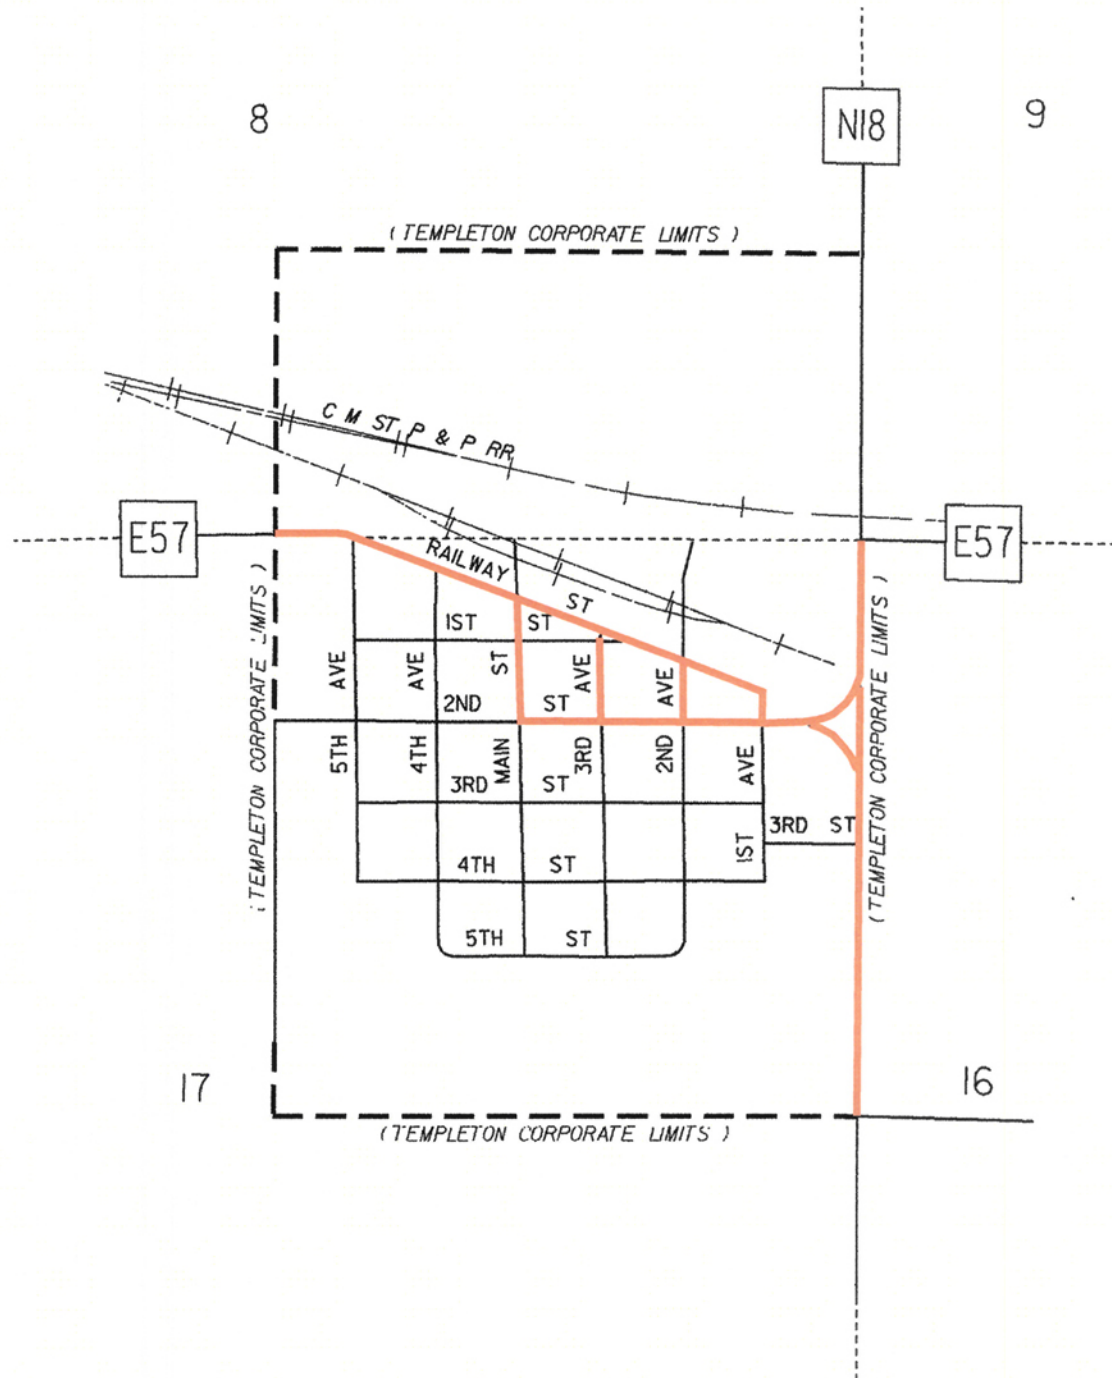 8
9
N18
( TEMPLETON CORPORATE LIMITS )
C M ST P & P RR
E57
E57
RAILWAY ST
1ST ST
2ND ST
3RD ST
3RD ST
4TH ST
5TH ST
5TH AVE
4TH AVE
MAIN ST
3RD AVE
2ND AVE
1ST AVE
( TEMPLETON CORPORATE LIMITS )
( TEMPLETON CORPORATE LIMITS )
17
16
( TEMPLETON CORPORATE LIMITS )